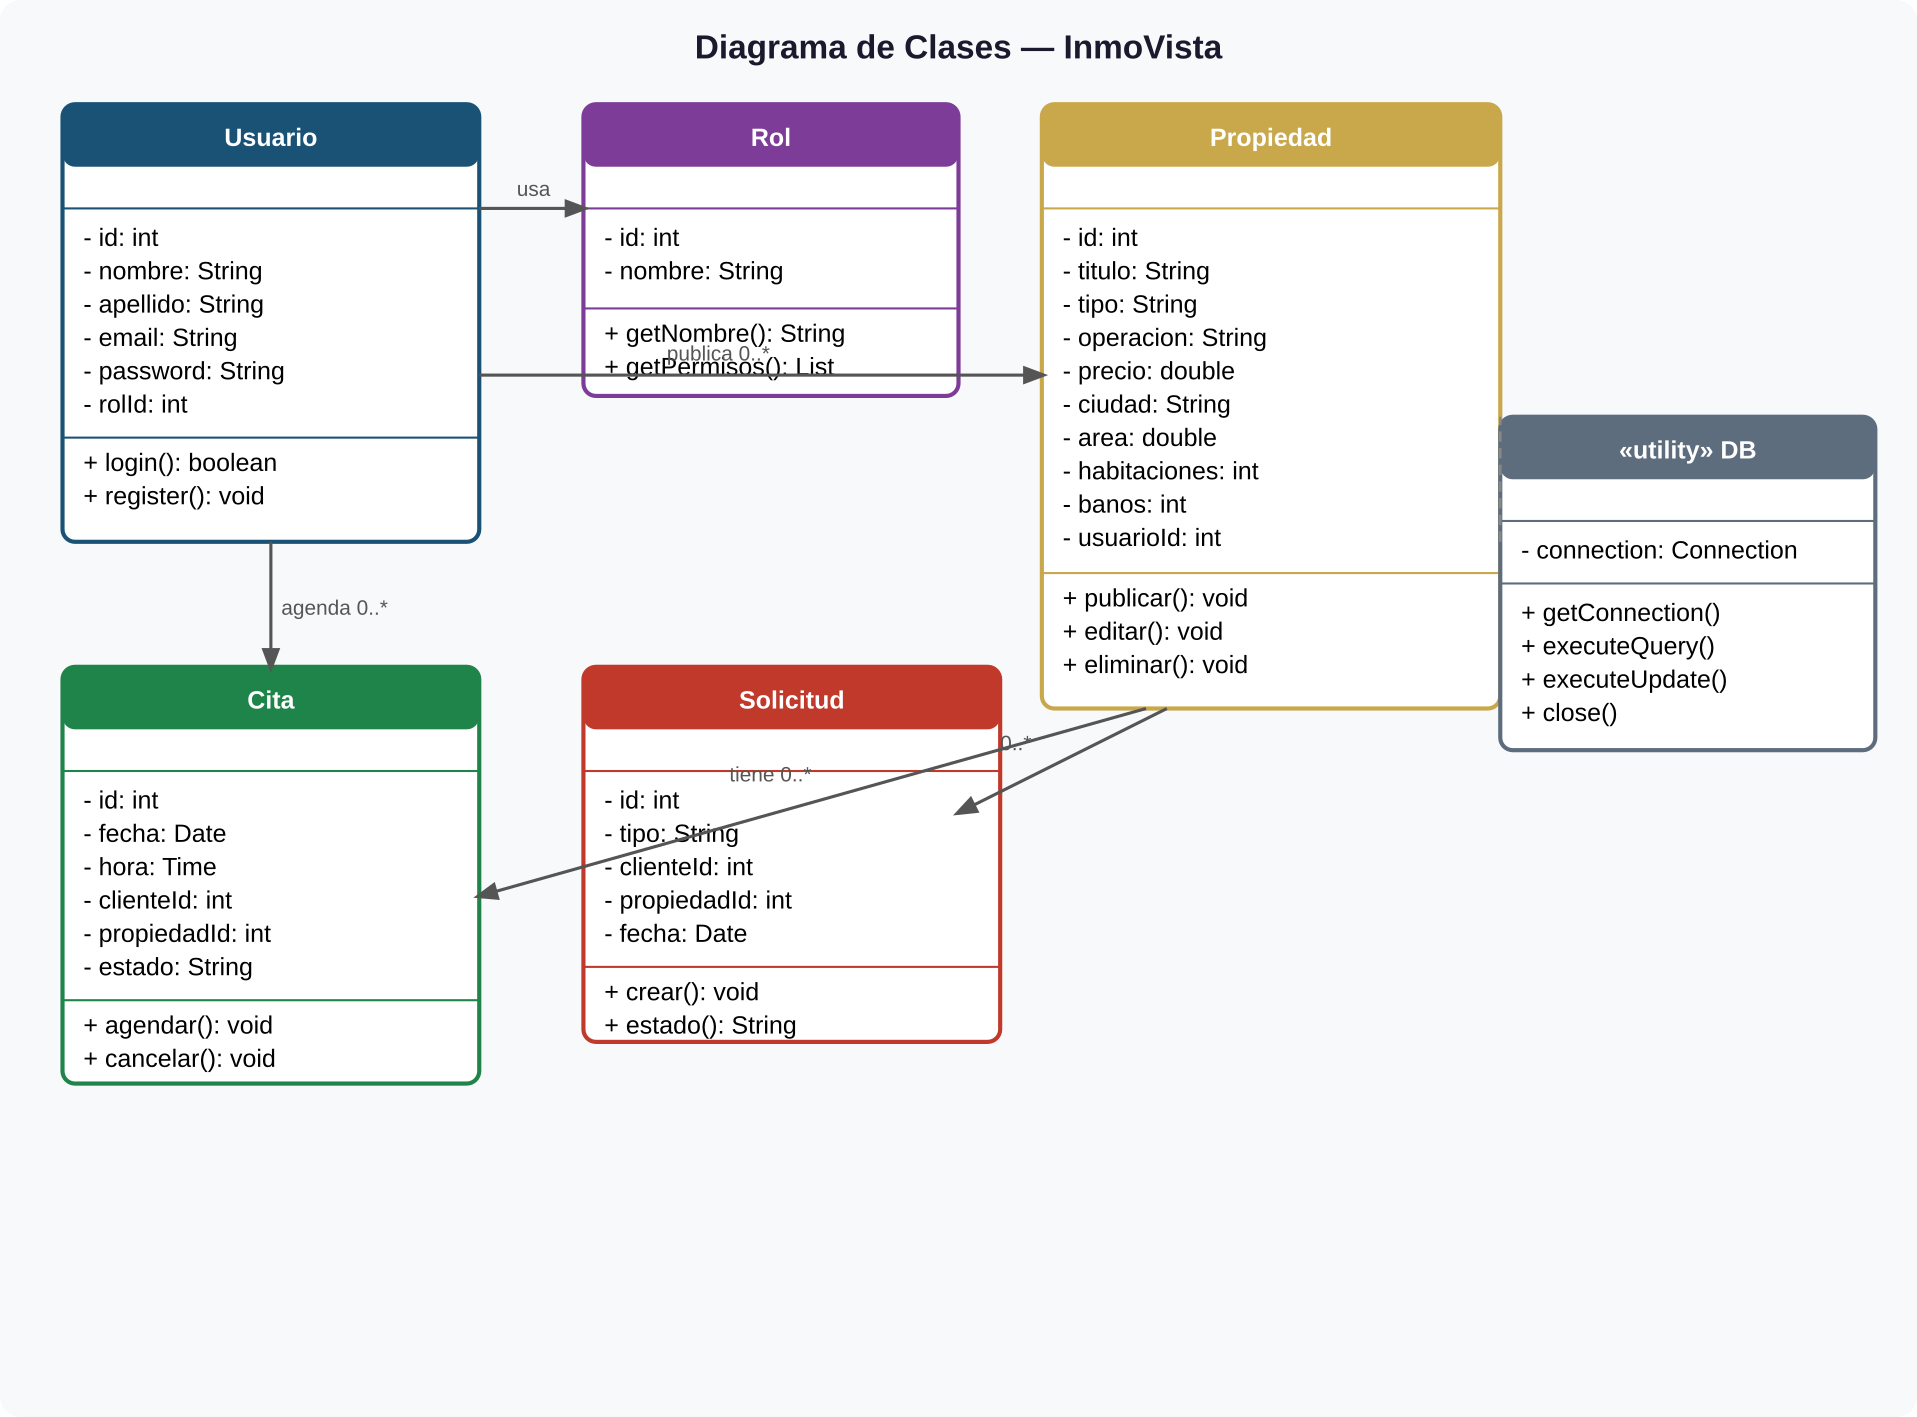 Diagrama de Clases — InmoVista
Usuario
- id: int
- nombre: String
- apellido: String
- email: String
- password: String
- rolId: int
+ login(): boolean
+ register(): void
usa
Rol
- id: int
- nombre: String
+ getNombre(): String
+ getPermisos(): List
publica 0..*
Propiedad
- id: int
- titulo: String
- tipo: String
- operacion: String
- precio: double
- ciudad: String
- area: double
- habitaciones: int
- banos: int
- usuarioId: int
+ publicar(): void
+ editar(): void
+ eliminar(): void
«utility» DB
- connection: Connection
+ getConnection()
+ executeQuery()
+ executeUpdate()
+ close()
agenda 0..*
Cita
- id: int
- fecha: Date
- hora: Time
- clienteId: int
- propiedadId: int
- estado: String
+ agendar(): void
+ cancelar(): void
Solicitud
0..*
tiene 0..*
- id: int
- tipo: String
- clienteId: int
- propiedadId: int
- fecha: Date
+ crear(): void
+ estado(): String